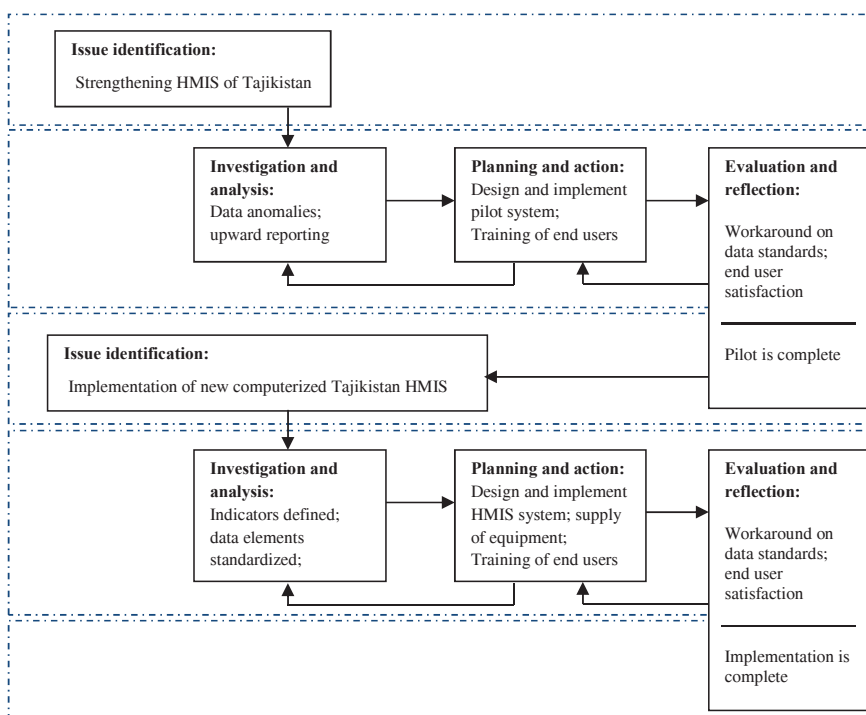 Issue identification:
Strengthening HMIS of Tajikistan
Investigation and
analysis:
Data anomalies;
upward reporting
Planning and action:
Design and implement
pilot system;
Training of end users
Evaluation and
reflection:
Workaround on
data standards;
end user
satisfaction
Pilot is complete
Issue identification:
Implementation of new computerized Tajikistan HMIS
Investigation and
analysis:
Indicators defined;
data elements
standardized;
Planning and action:
Design and implement
HMIS system; supply
of equipment;
Training of end users
Evaluation and
reflection:
Workaround on
data standards;
end user
satisfaction
Implementation is
complete